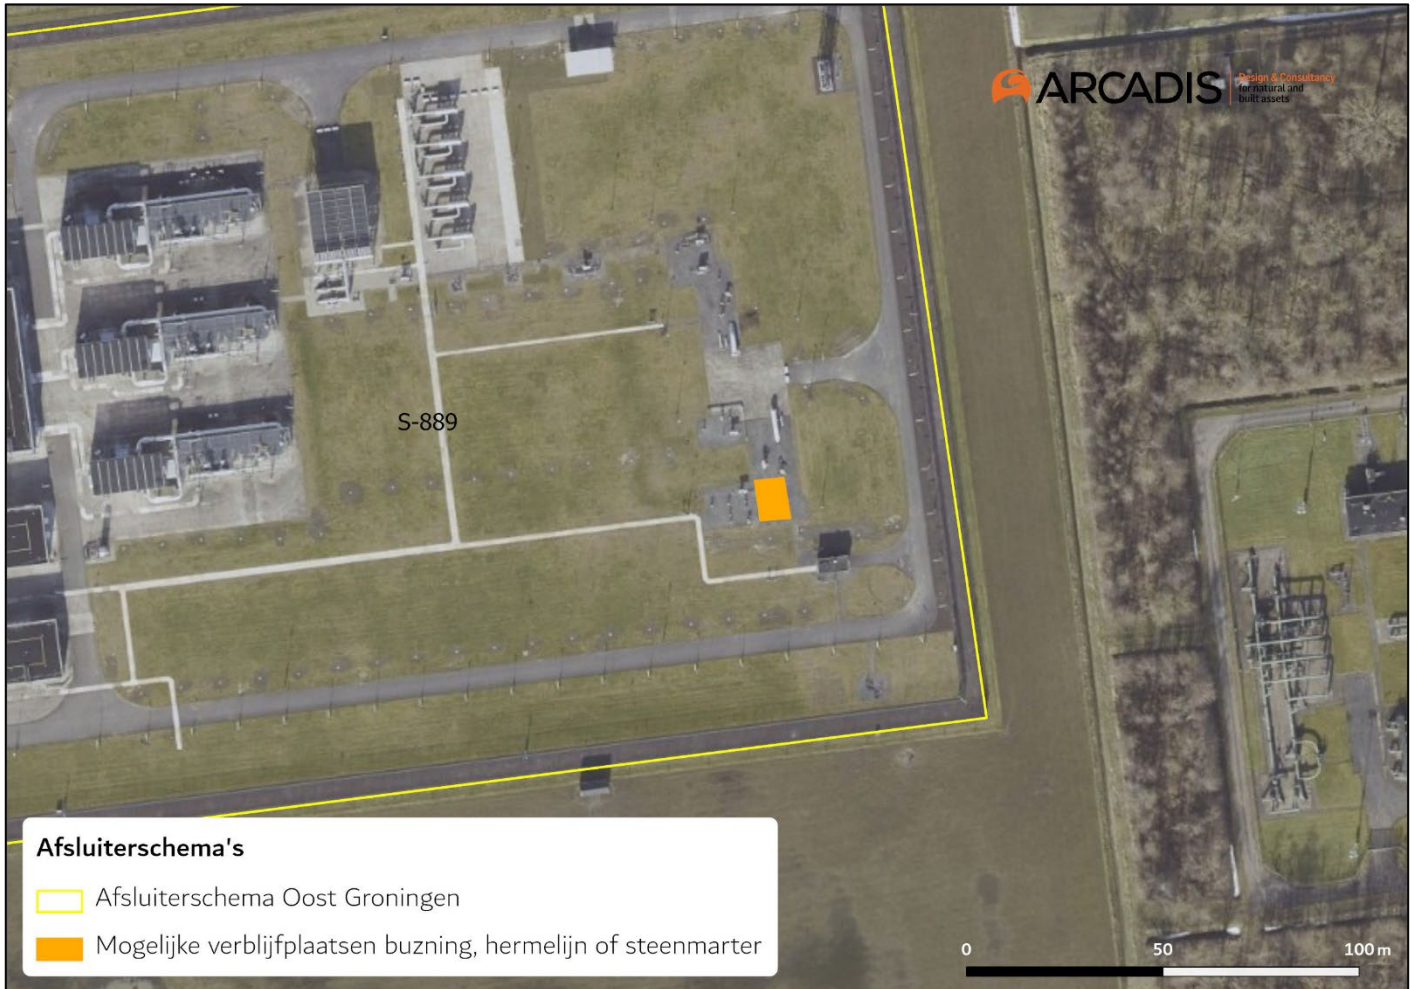 ARCADIS
Design & Consultancy
for natural and
built assets
S-889
Afsluiterschema's
Afsluiterschema Oost Groningen
Mogelijke verblijfplaatsen buzning, hermelijn of steenmarter
0 50 100 m